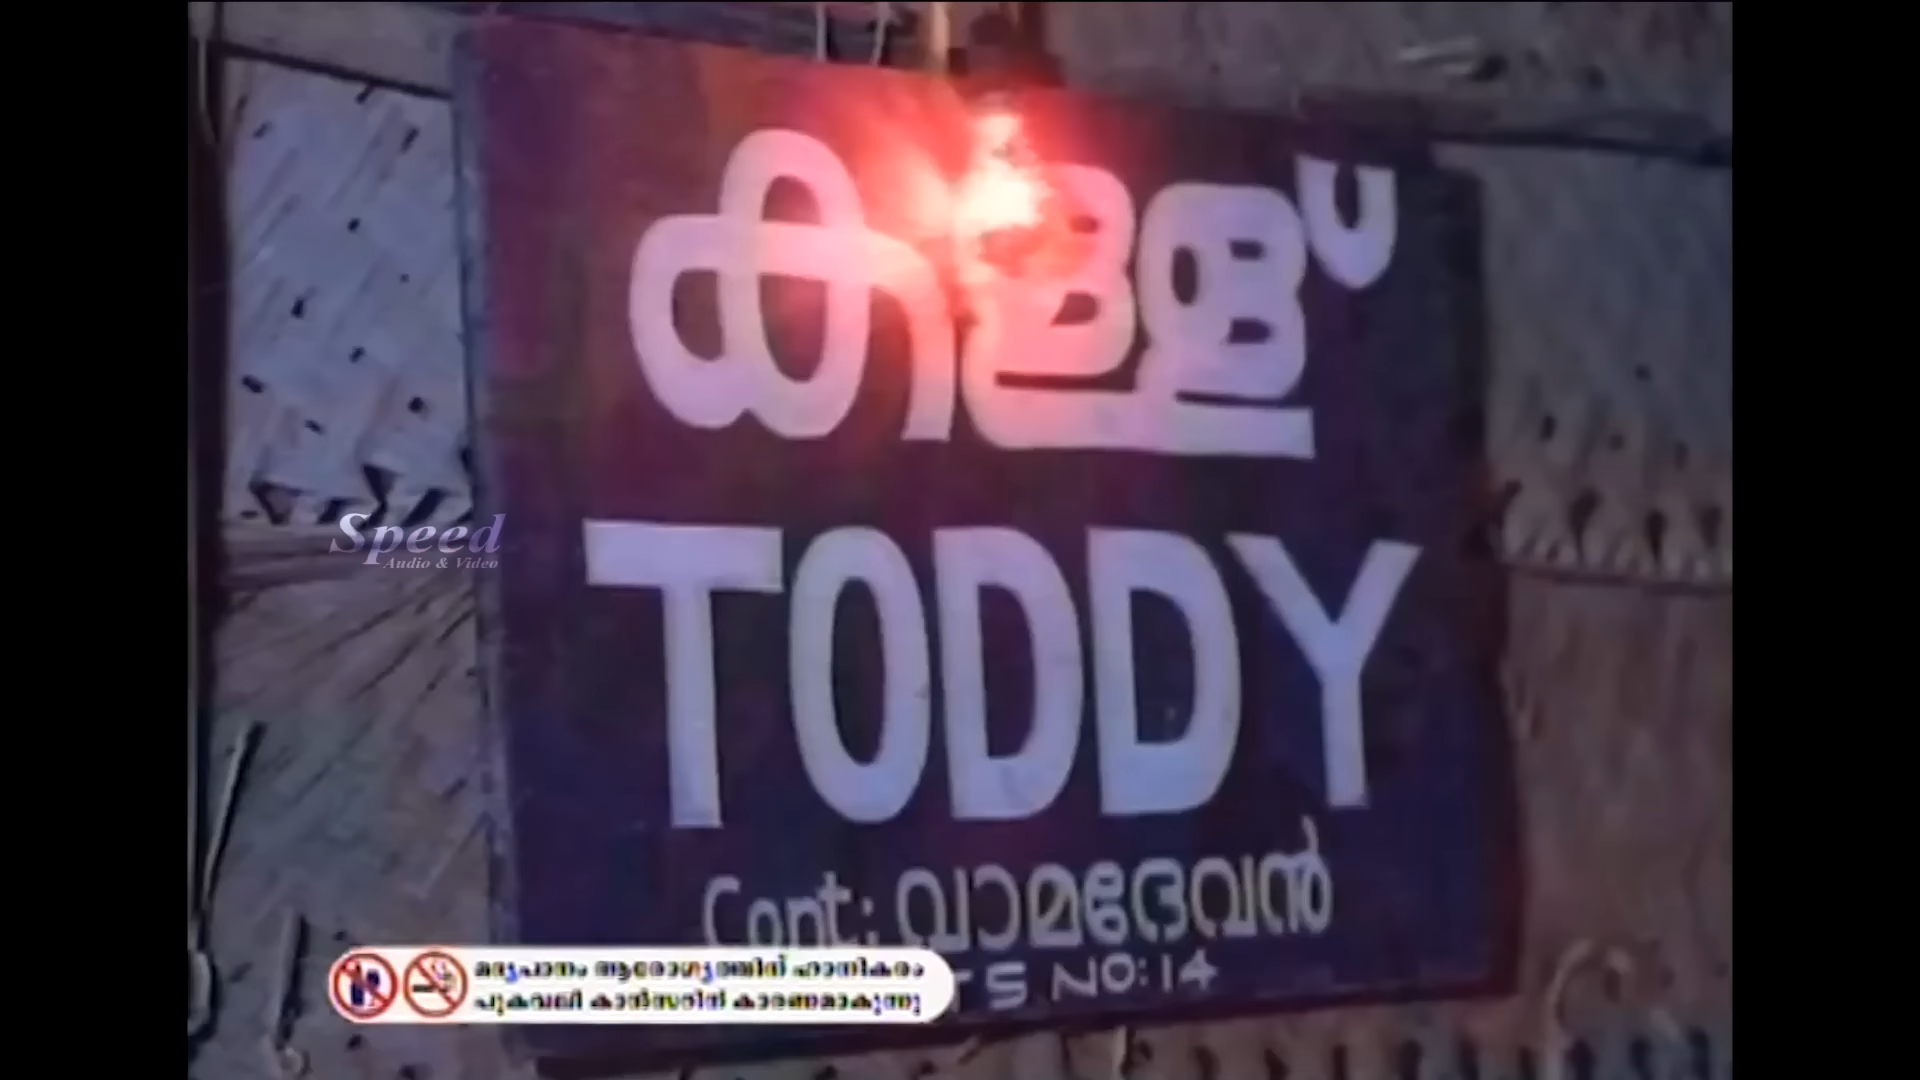 കള്ള്
TODDY
Cont: വാമദേവൻ
TS NO: 14
Speed
Audio & Video
മദ്യപാനം ആരോഗ്യത്തിന് ഹാനികരം
പുകവലി കാൻസറിന് കാരണമാകുന്നു